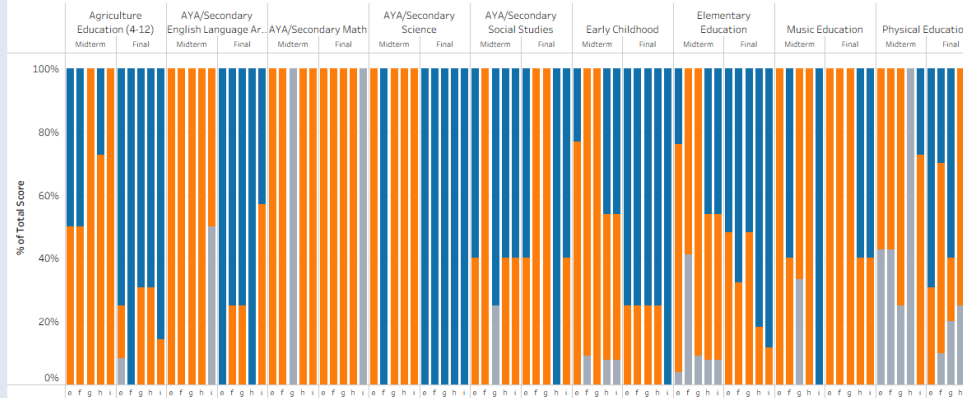 Agriculture
Education (4-12)
AYA/Secondary
English Language Ar..
AYA/Secondary Math
AYA/Secondary
Science
AYA/Secondary
Social Studies
Early Childhood
Elementary
Education
Music Education
Physical Educatio
Midterm Final Midterm Final Midterm Final Midterm Final Midterm Final Midterm Final Midterm Final Midterm Final Midterm Final
100%
80%
60%
40%
20%
0%
% of Total Score
e f g h i e f g h i e f g h i e f g h i e f g h i e f g h i e f g h i e f g h i e f g h i e f g h i e f g h i e f g h i e f g h i e f g h i e f g h i e f g h i e f g h i e f g h